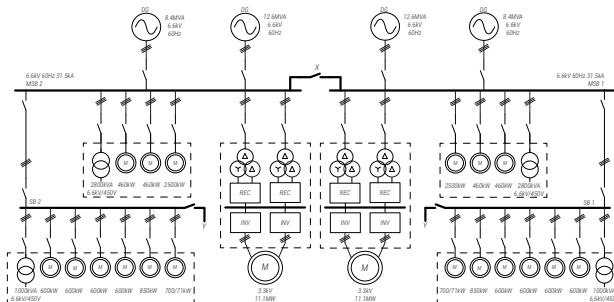 DG
8.4MVA
6.6kV
60Hz
DG
12.6MVA
6.6kV
60Hz
DG
12.6MVA
6.6kV
60Hz
DG
8.4MVA
6.6kV
60Hz
6.6kV 60Hz 31.5kA
MSB 2
X
6.6kV 60Hz 31.5kA
MSB 1
M M M
2800kVA 460kW 460kW 2500kW
6.6kV/450V
REC REC REC REC
INV INV INV INV
M M M
2500kW 460kW 460kW 2800kVA
6.6kV/450V
SB 2
Y
Y
SB 1
M M M M M M
1000kVA 600kW 600kW 600kW 600kW 850kW 700/71kW
6.6kV/450V
M
3.3kV
11.1MW
M
3.3kV
11.1MW
M M M M M M
700/71kW 850kW 600kW 600kW 600kW 600kW 1000kVA
6.6kV/450V